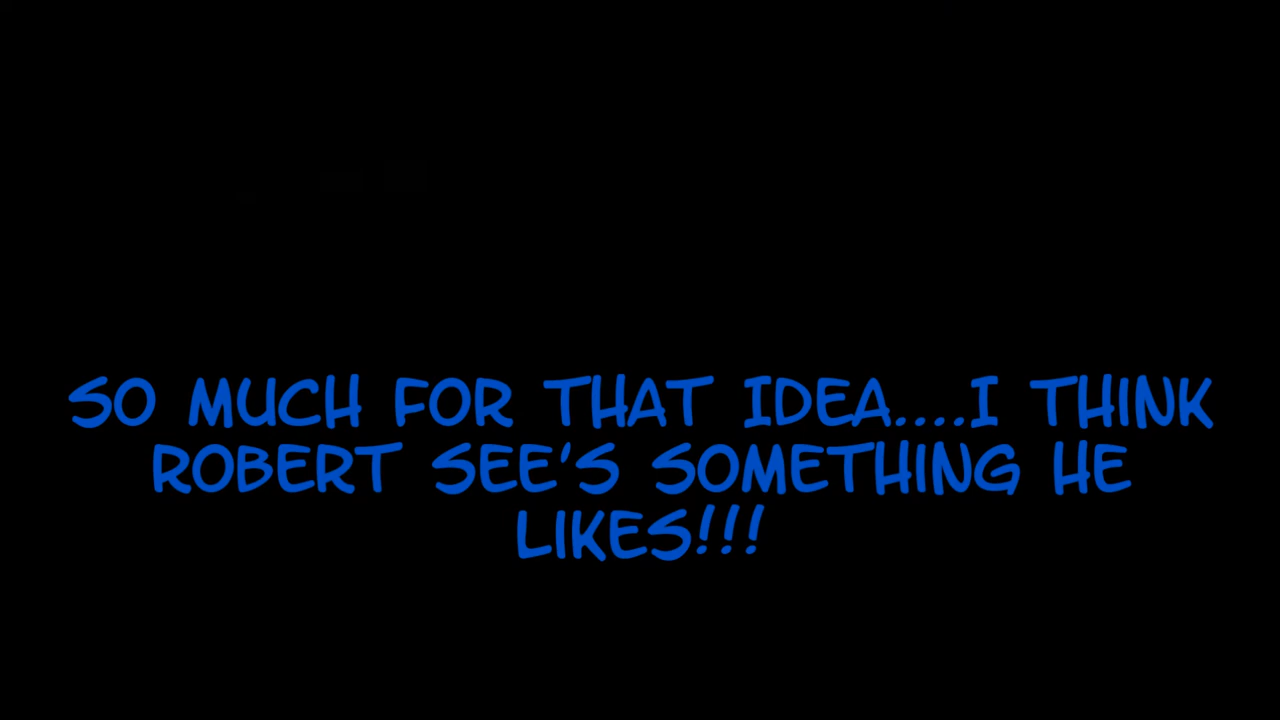 SO MUCH FOR THAT IDEA....I THINK
ROBERT SEE'S SOMETHING HE
LIKES!!!